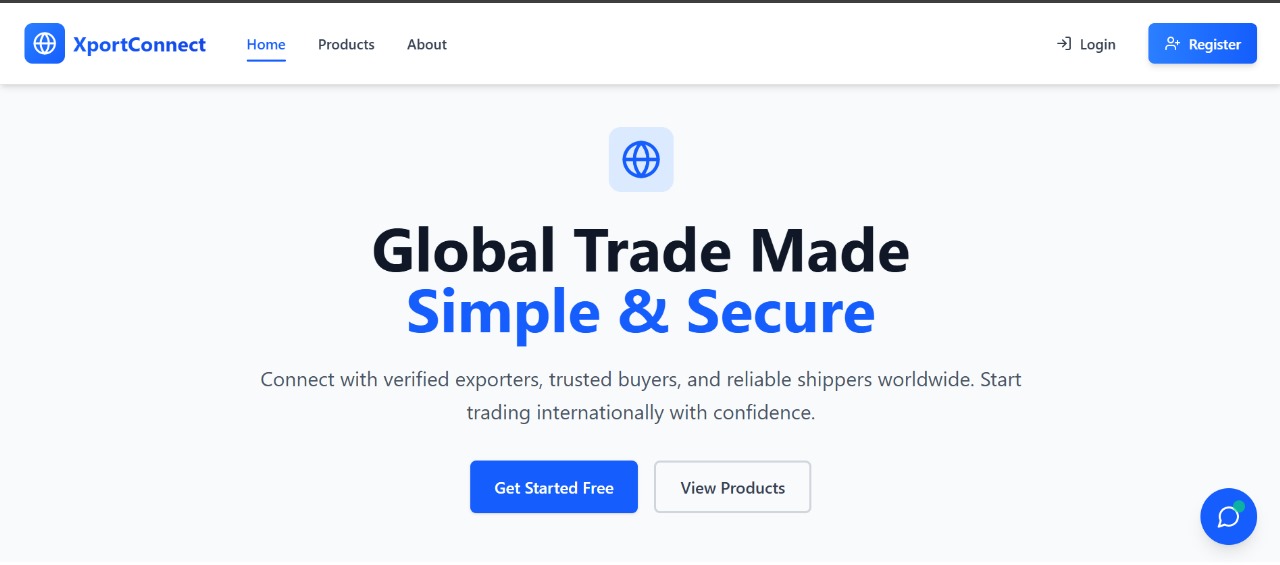 XportConnect
Home
Products
About
Login
Register
Global Trade Made
Simple & Secure
Connect with verified exporters, trusted buyers, and reliable shippers worldwide. Start
trading internationally with confidence.
Get Started Free
View Products